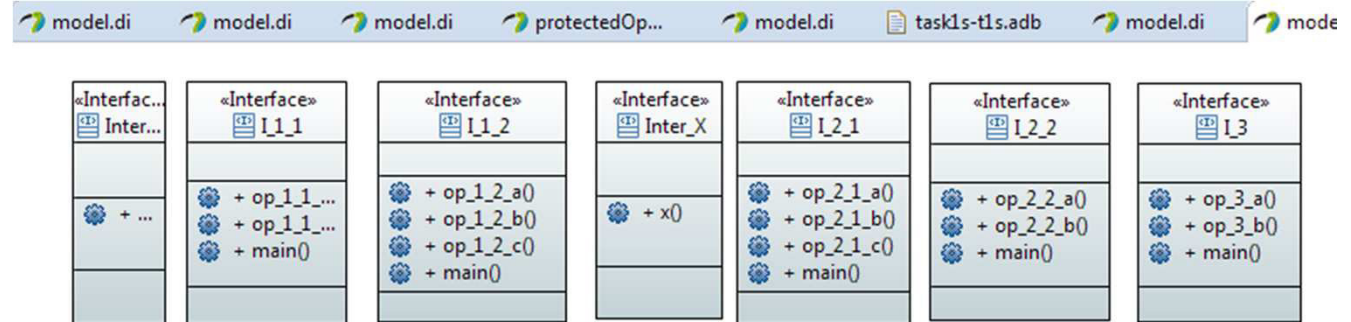 model.di model.di model.di protectedOp... model.di task1s-t1s.adb model.di mode
«Interfac...
Inter...
+ ...
«Interface»
I_1_1
+ op_1_1_...
+ op_1_1_...
+ main()
«Interface»
I_1_2
+ op_1_2_a()
+ op_1_2_b()
+ op_1_2_c()
+ main()
«Interface»
Inter_X
+ x()
«Interface»
I_2_1
+ op_2_1_a()
+ op_2_1_b()
+ op_2_1_c()
+ main()
«Interface»
I_2_2
+ op_2_2_a()
+ op_2_2_b()
+ main()
«Interface»
I_3
+ op_3_a()
+ op_3_b()
+ main()